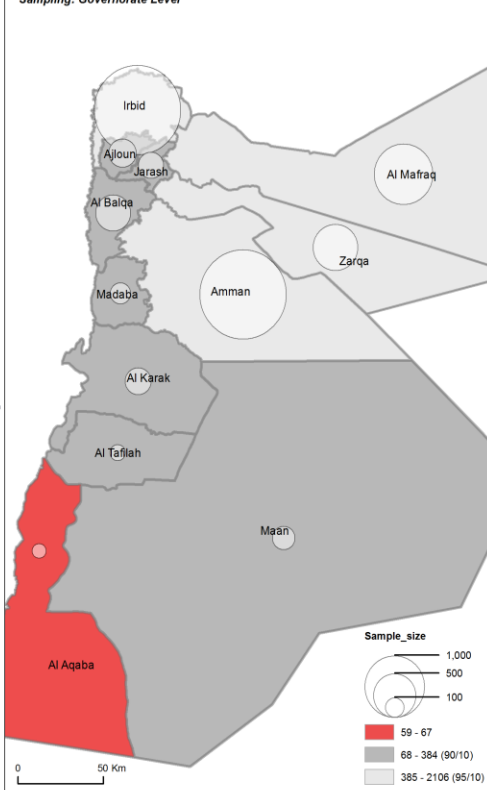 Sampling: Governorate Level
Irbid
Ajloun
Jarash
Al Mafraq
Al Balqa
Zarqa
Amman
Madaba
Al Karak
Al Tafilah
Maan
Al Aqaba
Sample_size
1,000
500
100
59 - 67
68 - 384 (90/10)
385 - 2106 (95/10)
0 50 Km